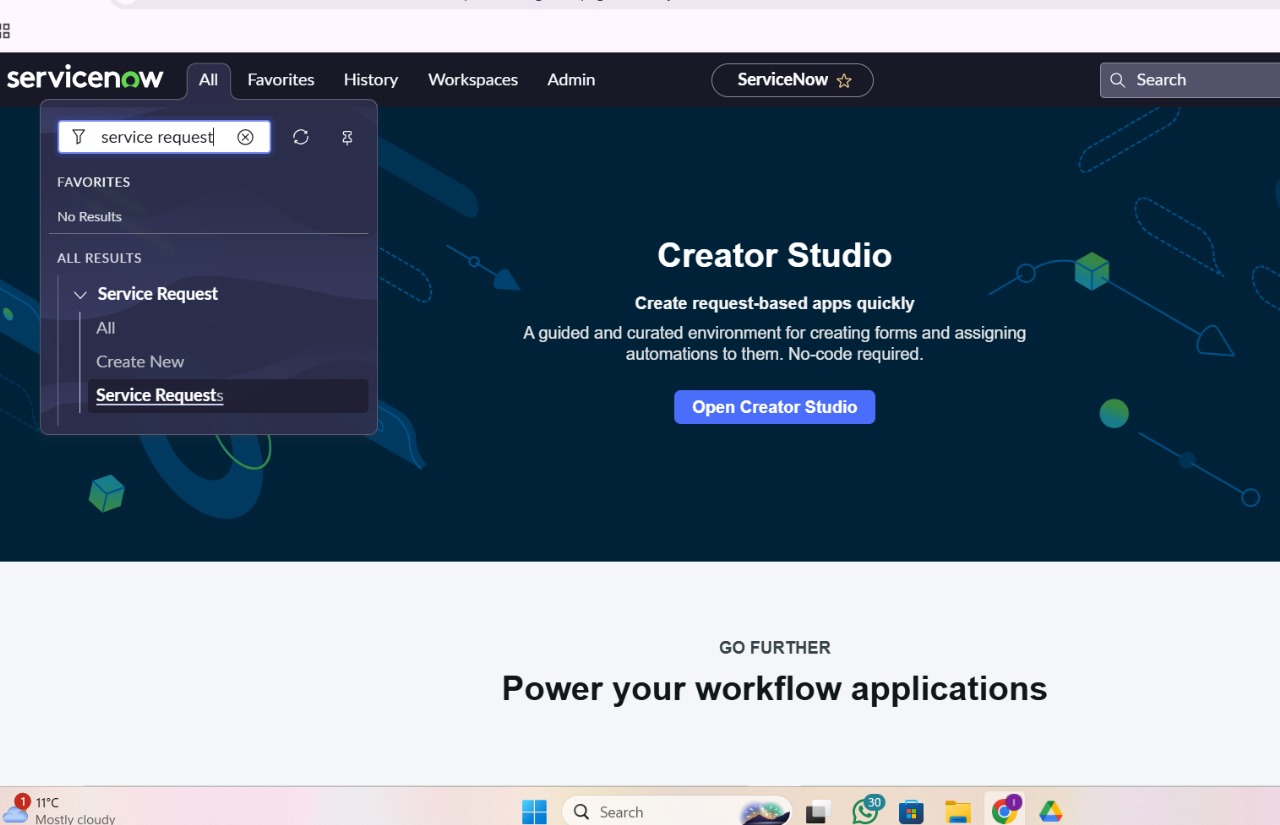 servicenow All Favorites History Workspaces Admin ServiceNow Search
service request
FAVORITES
No Results
ALL RESULTS
Service Request
All
Create New
Service Requests
Creator Studio
Create request-based apps quickly
A guided and curated environment for creating forms and assigning
automations to them. No-code required.
Open Creator Studio
GO FURTHER
Power your workflow applications
1 11°C
Mostly cloudy
Search
30